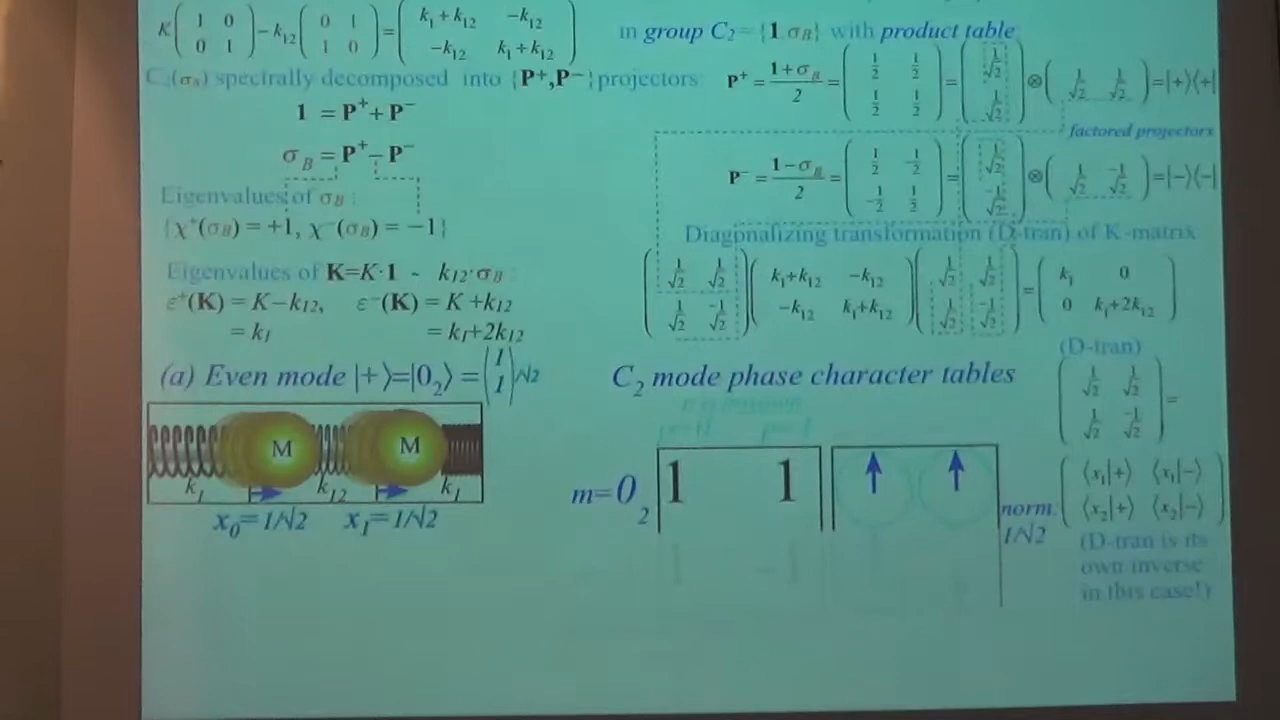 K ( 1 0 / 0 1 ) − k₁₂ ( 0 1 / 1 0 ) = ( k₁+k₁₂ −k₁₂ / −k₁₂ k₁+k₁₂ )
C₂(σ_B) spectrally decomposed into {P⁺,P⁻} projectors:
1 = P⁺+ P⁻
σ_B = P⁺− P⁻
Eigenvalues of σ_B :
{χ⁺(σ_B) = +1, χ⁻(σ_B) = −1}
Eigenvalues of K=K·1 - k₁₂·σ_B :
ε⁺(K) = K−k₁₂, ε⁻(K) = K +k₁₂
= k₁ = k₁+2k₁₂
(a) Even mode |+⟩=|0₂⟩ = ( 1 / 1 ) /√2
M M
k₁ k₁₂ k₁
x₀= 1/√2 x₁= 1/√2
in group C₂={1,σ_B} with product table
P⁺ = (1+σ_B)/2 = ( 1/2 1/2 / 1/2 1/2 ) = ( 1/√2 / 1/√2 ) ⊗ ( 1/√2 1/√2 ) = |+⟩⟨+|
factored projectors
P⁻ = (1−σ_B)/2 = ( 1/2 −1/2 / −1/2 1/2 ) = ( 1/√2 / −1/√2 ) ⊗ ( 1/√2 −1/√2 ) = |−⟩⟨−|
Diagonalizing transformation (D-tran) of K-matrix
( 1/√2 1/√2 / 1/√2 −1/√2 ) ( k₁+k₁₂ −k₁₂ / −k₁₂ k₁+k₁₂ ) ( 1/√2 1/√2 / 1/√2 −1/√2 ) = ( k₁ 0 / 0 k₁+2k₁₂ )
C₂ mode phase character tables
p=0 p=1
m=0₂ 1 1
1 −1
norm:
1/√2
(D-tran)
( 1/√2 1/√2 / 1/√2 −1/√2 ) =
( ⟨x₁|+⟩ ⟨x₁|−⟩ / ⟨x₂|+⟩ ⟨x₂|−⟩ )
(D-tran is its
own inverse
in this case!)